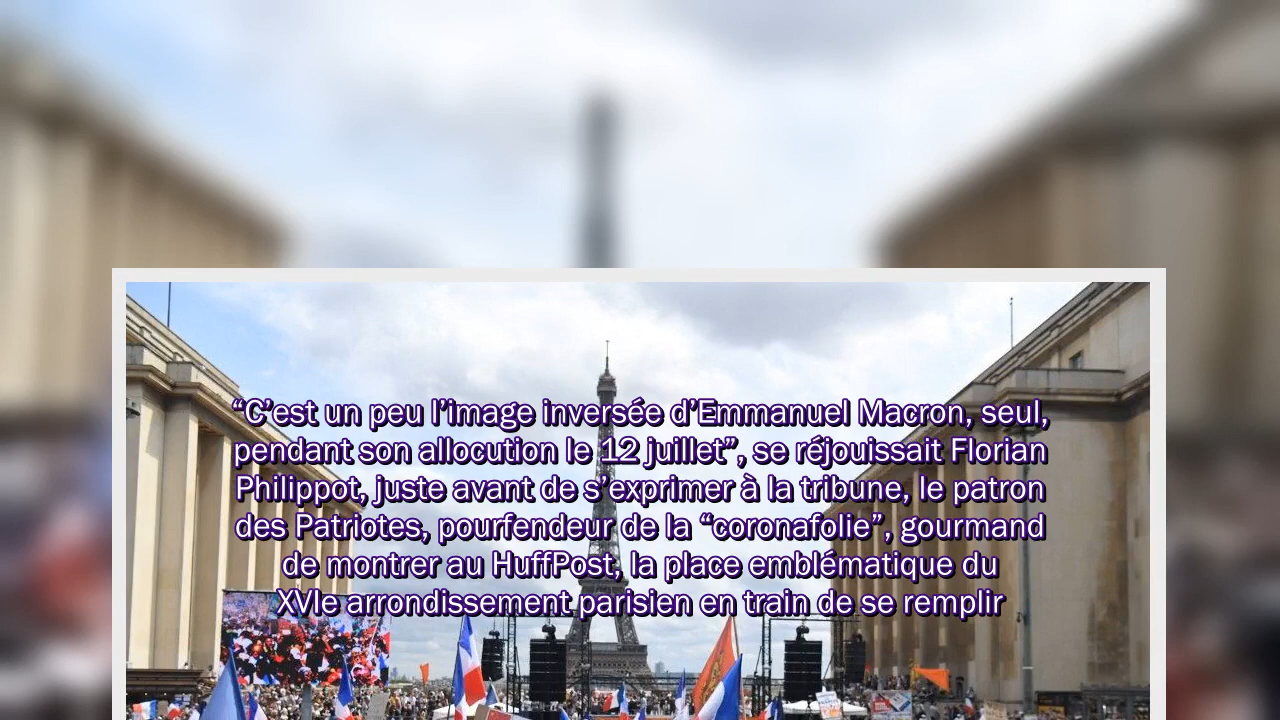 “C’est un peu l’image inversée d’Emmanuel Macron, seul,
pendant son allocution le 12 juillet”, se réjouissait Florian
Philippot, juste avant de s’exprimer à la tribune, le patron
des Patriotes, pourfendeur de la “coronafolie”, gourmand
de montrer au HuffPost, la place emblématique du
XVIe arrondissement parisien en train de se remplir